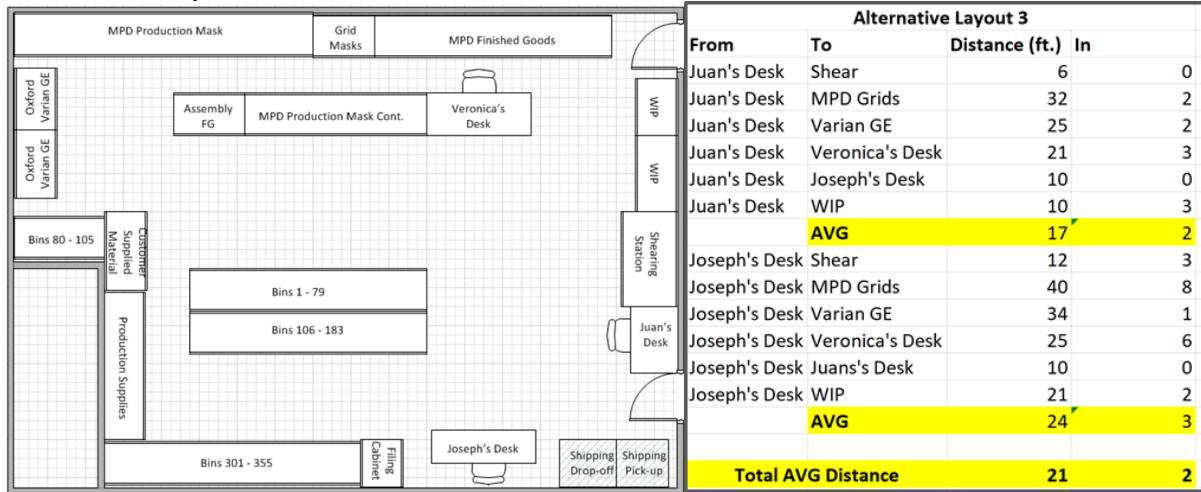 MPD Production Mask
Grid
Masks
MPD Finished Goods
Oxford
Varian GE
Oxford
Varian GE
Assembly
FG
MPD Production Mask Cont.
Veronica's
Desk
WIP
WIP
Bins 80 - 105
Customer
Supplied
Material
Shearing
Station
Bins 1 - 79
Bins 106 - 183
Juan's
Desk
Production Supplies
Bins 301 - 355
Filing
Cabinet
Joseph's Desk
Shipping
Drop-off
Shipping
Pick-up
Alternative Layout 3
From To Distance (ft.) In
Juan's Desk Shear 6 0
Juan's Desk MPD Grids 32 2
Juan's Desk Varian GE 25 2
Juan's Desk Veronica's Desk 21 3
Juan's Desk Joseph's Desk 10 0
Juan's Desk WIP 10 3
AVG 17 2
Joseph's Desk Shear 12 3
Joseph's Desk MPD Grids 40 8
Joseph's Desk Varian GE 34 1
Joseph's Desk Veronica's Desk 25 6
Joseph's Desk Juans's Desk 10 0
Joseph's Desk WIP 21 2
AVG 24 3
Total AVG Distance 21 2